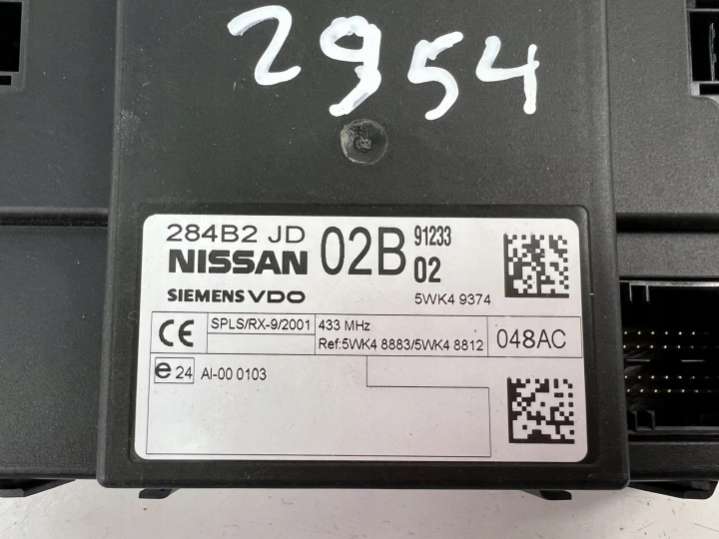 2954
284B2 JD 02B 91233
NISSAN 02
SIEMENS VDO 5WK4 9374
CE SPLS/RX-9/2001 433 MHz
Ref:5WK4 8883/5WK4 8812 048AC
e 24 AI-00 0103